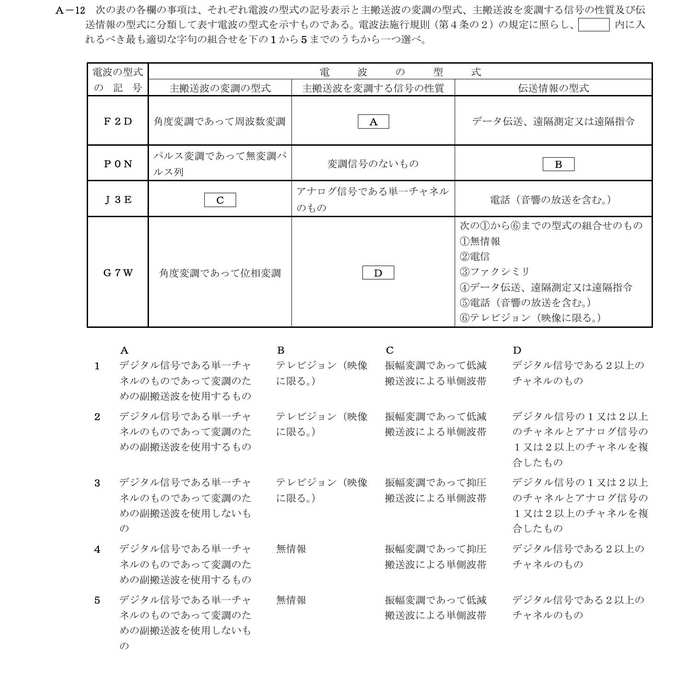 A－12 次の表の各欄の事項は、それぞれ電波の型式の記号表示と主搬送波の変調の型式、主搬送波を変調する信号の性質及び伝
送情報の型式に分類して表す電波の型式を示すものである。電波法施行規則（第４条の２）の規定に照らし、 内に入
れるべき最も適切な字句の組合せを下の１から５までのうちから一つ選べ。
電波の型式
の記号
電波の型式
主搬送波の変調の型式
主搬送波を変調する信号の性質
伝送情報の型式
F２D
角度変調であって周波数変調
A
データ伝送、遠隔測定又は遠隔指令
P０N
パルス変調であって無変調パ
ルス列
変調信号のないもの
B
J３E
C
アナログ信号である単一チャネル
のもの
電話（音響の放送を含む。）
G７W
角度変調であって位相変調
D
次の①から⑥までの型式の組合せのもの
①無情報
②電信
③ファクシミリ
④データ伝送、遠隔測定又は遠隔指令
⑤電話（音響の放送を含む。）
⑥テレビジョン（映像に限る。）
A B C D
1 デジタル信号である単一チャ テレビジョン（映像 振幅変調であって低減 デジタル信号である２以上の
ネルのものであって変調のた に限る。） 搬送波による単側波帯 チャネルのもの
めの副搬送波を使用するもの
2 デジタル信号である単一チャ テレビジョン（映像 振幅変調であって低減 デジタル信号の１又は２以上
ネルのものであって変調のた に限る。） 搬送波による単側波帯 のチャネルとアナログ信号の
めの副搬送波を使用するもの １又は２以上のチャネルを複
合したもの
3 デジタル信号である単一チャ テレビジョン（映像 振幅変調であって抑圧 デジタル信号の１又は２以上
ネルのものであって変調のた に限る。） 搬送波による単側波帯 のチャネルとアナログ信号の
めの副搬送波を使用しないも １又は２以上のチャネルを複
の 合したもの
4 デジタル信号である単一チャ 無情報 振幅変調であって抑圧 デジタル信号である２以上の
ネルのものであって変調のた 搬送波による単側波帯 チャネルのもの
めの副搬送波を使用するもの
5 デジタル信号である単一チャ 無情報 振幅変調であって低減 デジタル信号である２以上の
ネルのものであって変調のた 搬送波による単側波帯 チャネルのもの
めの副搬送波を使用しないも
の